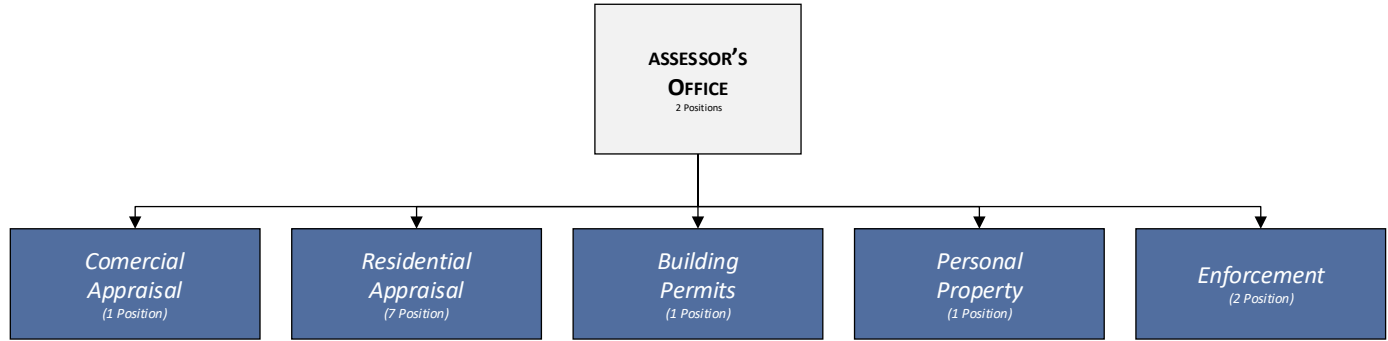 ASSESSOR'S
OFFICE
2 Positions
Comercial
Appraisal
(1 Position)
Residential
Appraisal
(7 Position)
Building
Permits
(1 Position)
Personal
Property
(1 Position)
Enforcement
(2 Position)